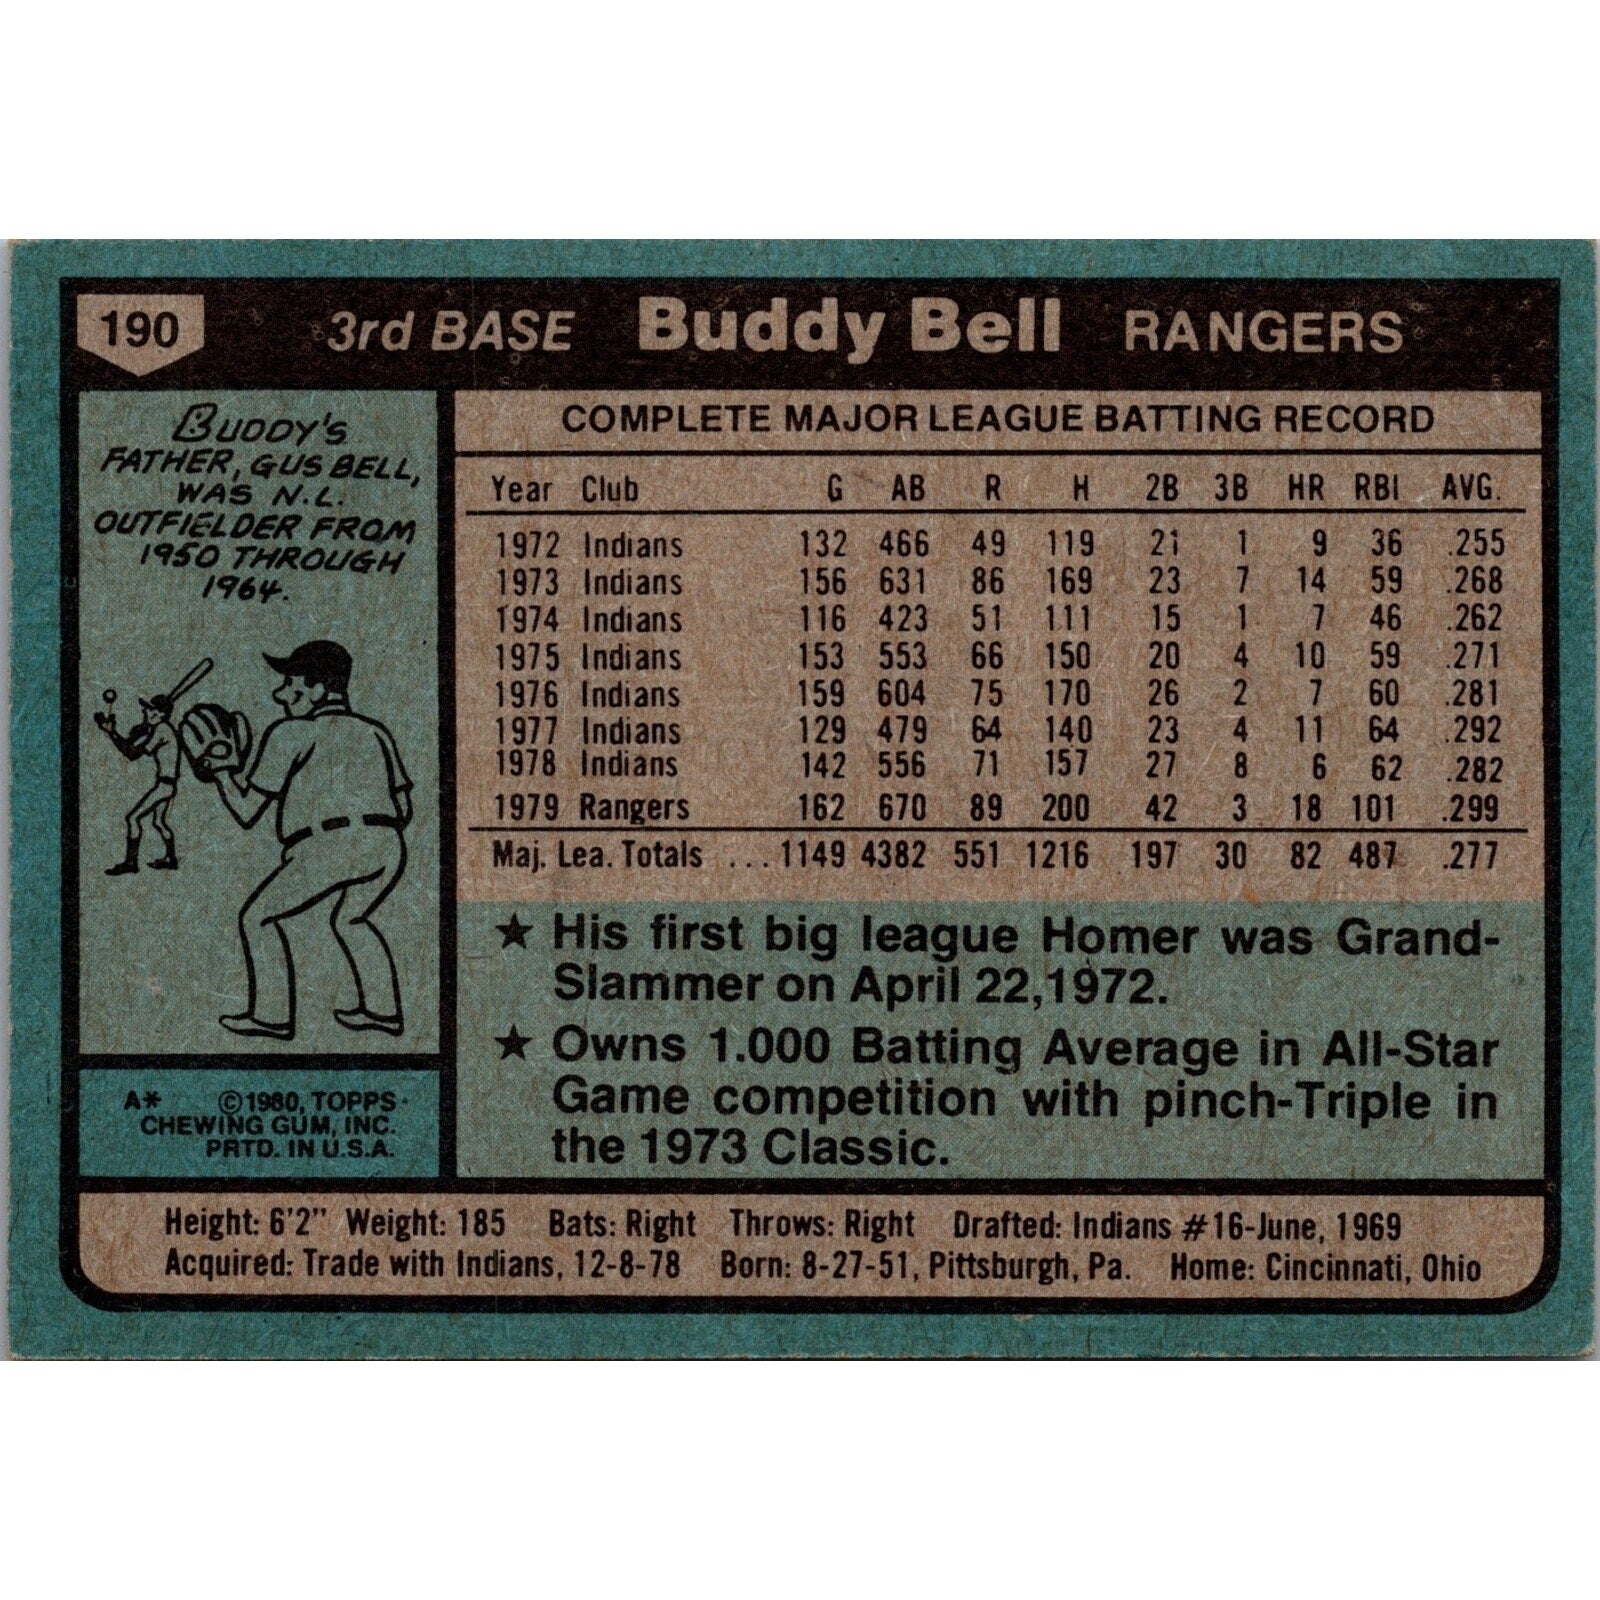 190 3rd BASE Buddy Bell RANGERS
BUDDY'S
FATHER, GUS BELL,
WAS N.L.
OUTFIELDER FROM
1950 THROUGH
1964.
A* ©1980, TOPPS
CHEWING GUM, INC.
PRTD. IN U.S.A.
COMPLETE MAJOR LEAGUE BATTING RECORD
Year Club G AB R H 2B 3B HR RBI AVG.
1972 Indians 132 466 49 119 21 1 9 36 .255
1973 Indians 156 631 86 169 23 7 14 59 .268
1974 Indians 116 423 51 111 15 1 7 46 .262
1975 Indians 153 553 66 150 20 4 10 59 .271
1976 Indians 159 604 75 170 26 2 7 60 .281
1977 Indians 129 479 64 140 23 4 11 64 .292
1978 Indians 142 556 71 157 27 8 6 62 .282
1979 Rangers 162 670 89 200 42 3 18 101 .299
Maj. Lea. Totals ...1149 4382 551 1216 197 30 82 487 .277
★ His first big league Homer was Grand-
Slammer on April 22,1972.
★ Owns 1.000 Batting Average in All-Star
Game competition with pinch-Triple in
the 1973 Classic.
Height: 6'2" Weight: 185 Bats: Right Throws: Right Drafted: Indians #16-June, 1969
Acquired: Trade with Indians, 12-8-78 Born: 8-27-51, Pittsburgh, Pa. Home: Cincinnati, Ohio